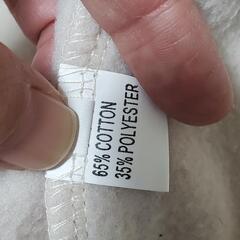 65% COTTON
35% POLYESTER